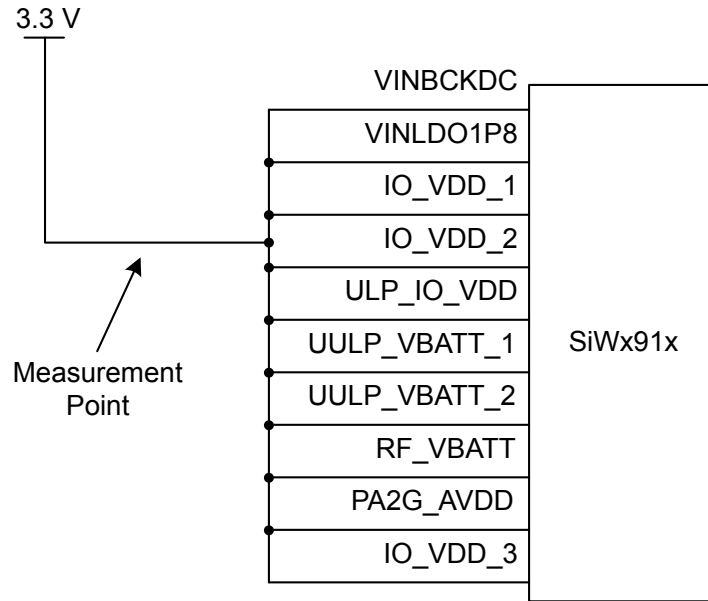 3.3 V
VINBCKDC
VINLDO1P8
IO_VDD_1
IO_VDD_2
ULP_IO_VDD
UULP_VBATT_1
SiWx91x
Measurement
Point
UULP_VBATT_2
RF_VBATT
PA2G_AVDD
IO_VDD_3